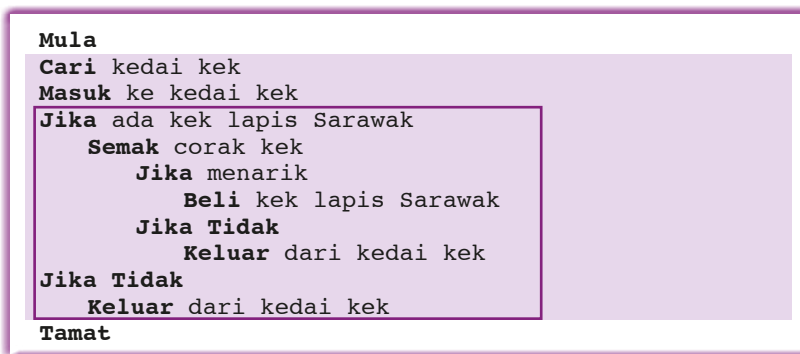 Mula
Cari kedai kek
Masuk ke kedai kek
Jika ada kek lapis Sarawak
Semak corak kek
Jika menarik
Beli kek lapis Sarawak
Jika Tidak
Keluar dari kedai kek
Jika Tidak
Keluar dari kedai kek
Tamat